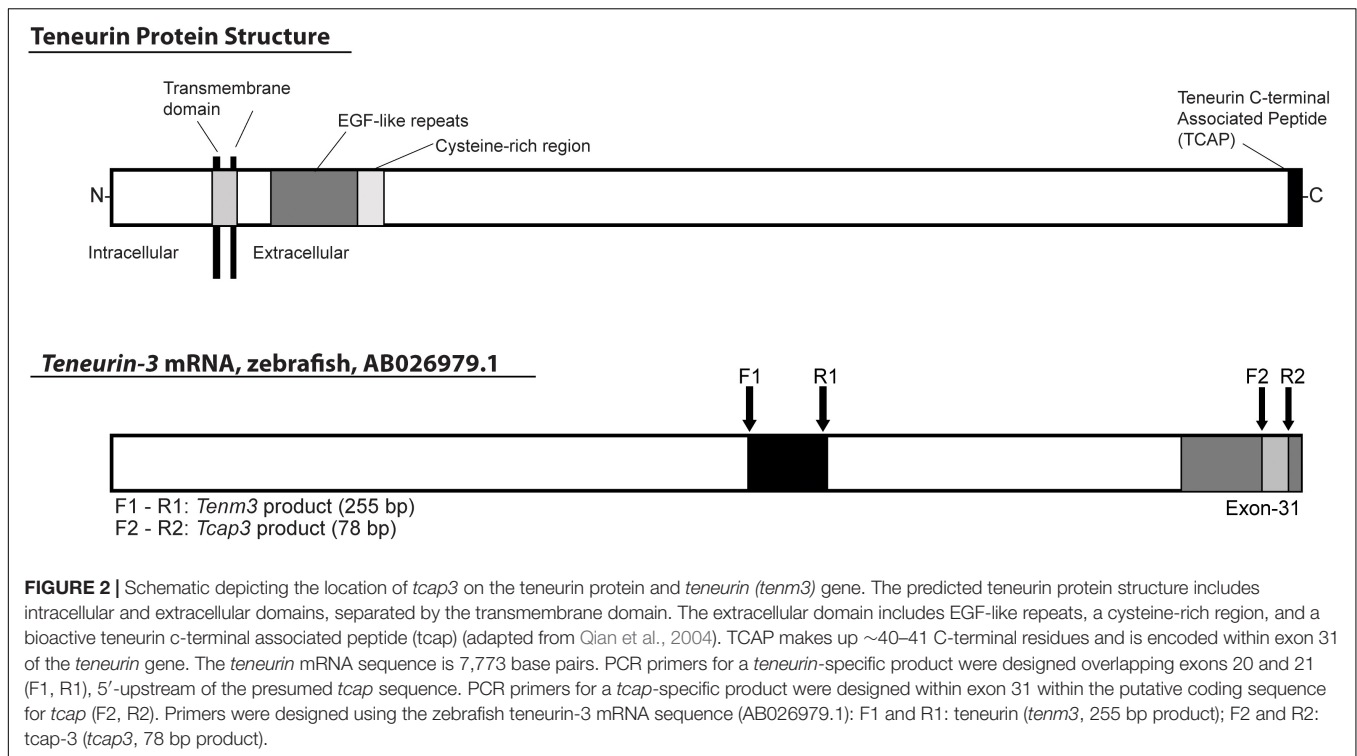 Teneurin Protein Structure
Transmembrane
domain
EGF-like repeats
Cysteine-rich region
Teneurin C-terminal
Associated Peptide
(TCAP)
N
C
Intracellular
Extracellular
Teneurin-3 mRNA, zebrafish, AB026979.1
F1
R1
F2
R2
F1 - R1: Tenm3 product (255 bp)
F2 - R2: Tcap3 product (78 bp)
Exon-31
FIGURE 2 | Schematic depicting the location of tcap3 on the teneurin protein and teneurin (tenm3) gene. The predicted teneurin protein structure includes
intracellular and extracellular domains, separated by the transmembrane domain. The extracellular domain includes EGF-like repeats, a cysteine-rich region, and a
bioactive teneurin c-terminal associated peptide (tcap) (adapted from Qian et al., 2004). TCAP makes up ∼40–41 C-terminal residues and is encoded within exon 31
of the teneurin gene. The teneurin mRNA sequence is 7,773 base pairs. PCR primers for a teneurin-specific product were designed overlapping exons 20 and 21
(F1, R1), 5′-upstream of the presumed tcap sequence. PCR primers for a tcap-specific product were designed within exon 31 within the putative coding sequence
for tcap (F2, R2). Primers were designed using the zebrafish teneurin-3 mRNA sequence (AB026979.1): F1 and R1: teneurin (tenm3, 255 bp product); F2 and R2:
tcap-3 (tcap3, 78 bp product).